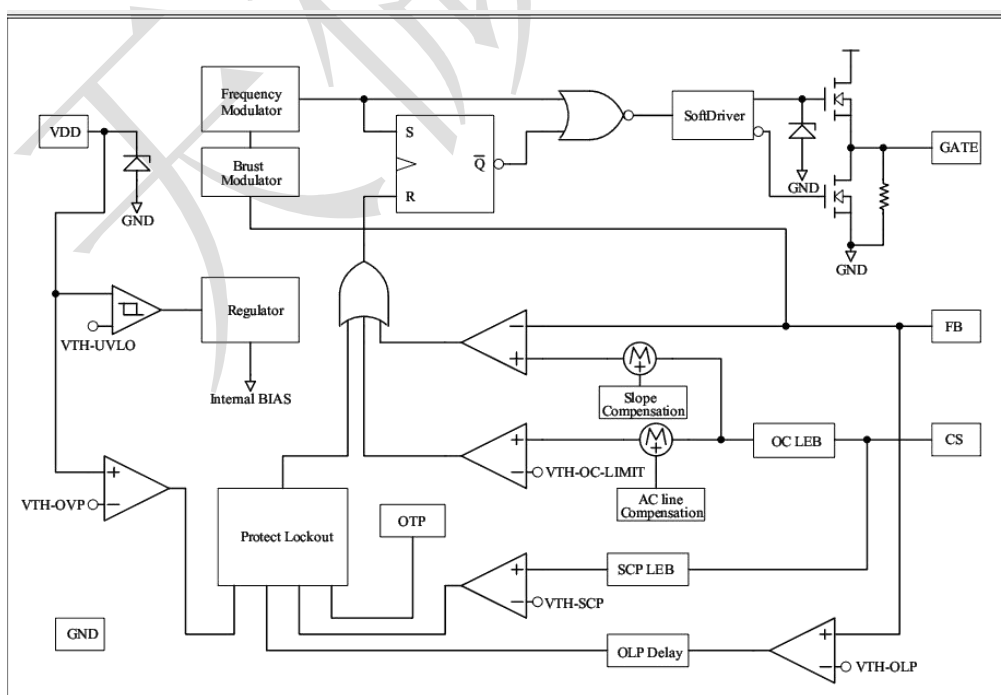 Frequency
Modulator
Brust
Modulator
VDD
GND
S
R
Q̅
SoftDriver
GND
GATE
GND
VTH-UVLO
Regulator
Internal BIAS
−
+
FB
Slope
Compensation
+
−
VTH-OC-LIMIT
OC LEB
CS
AC line
Compensation
+
−
VTH-OVP
Protect Lockout
OTP
+
−
VTH-SCP
SCP LEB
GND
OLP Delay
+
−
VTH-OLP